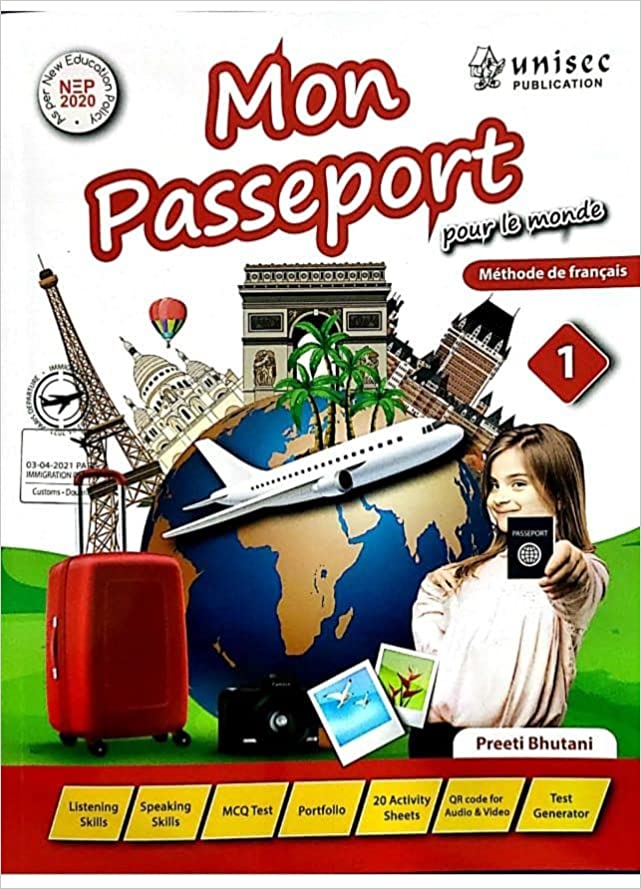 As per New Education Policy
NEP
2020
unisec
PUBLICATION
Mon
Passeport
pour le monde
Méthode de français
1
03-04-2021
IMMIGRATION
Customs
PASSEPORT
Canon
Preeti Bhutani
Listening
Skills
Speaking
Skills
MCQ Test
Portfolio
20 Activity
Sheets
QR code for
Audio & Video
Test
Generator